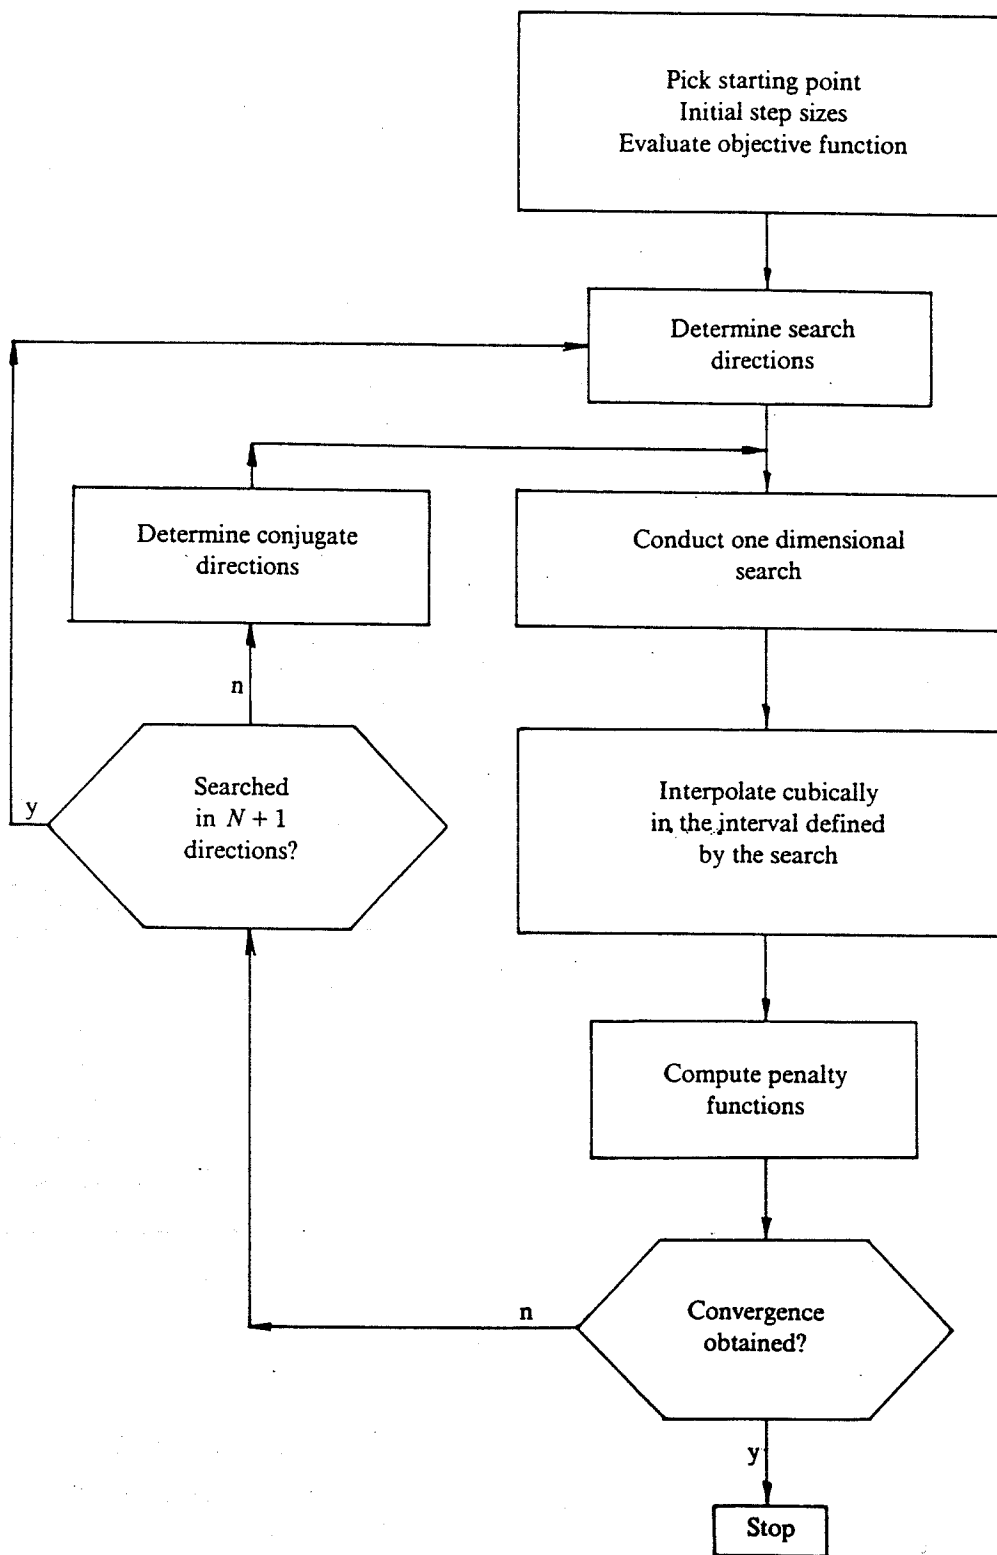 Pick starting point
Initial step sizes
Evaluate objective function
Determine search
directions
Determine conjugate
directions
Conduct one dimensional
search
n
Searched
in N + 1
directions?
y
Interpolate cubically
in the interval defined
by the search
Compute penalty
functions
Convergence
obtained?
n
y
Stop